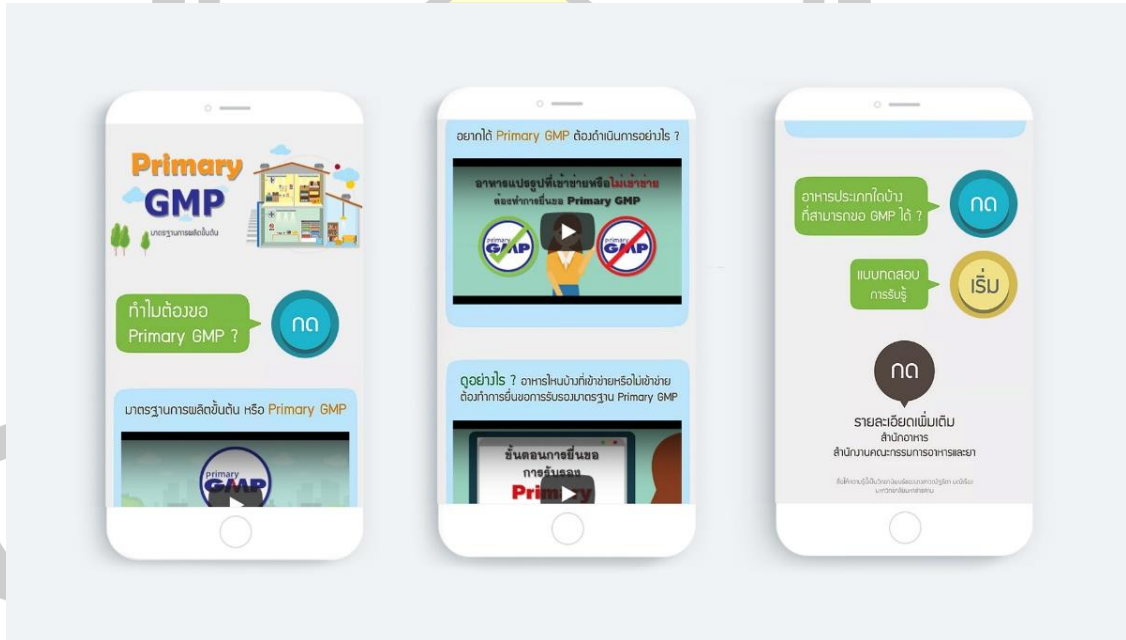 Primary
GMP
มาตรฐานการผลิตขั้นต้น
ทำไมต้องขอ
Primary GMP ?
กด
มาตรฐานการผลิตขั้นต้น หรือ Primary GMP
Primary
GMP
อยากได้ Primary GMP ต้องดำเนินการอย่างไร ?
อาหารแปรรูปที่เข้าข่ายหรือไม่เข้าข่าย
ต้องทำการยื่นขอ Primary GMP
Primary
GMP
Primary
GMP
ดูอย่างไร ? อาหารไหนบ้างที่เข้าข่ายหรือไม่เข้าข่าย
ต้องทำการยื่นขอการรับรองมาตรฐาน Primary GMP
ขั้นตอนการยื่นขอ
การรับรอง
Primary
อาหารประเภทใดบ้าง
ที่สามารถขอ GMP ได้ ?
กด
แบบทดสอบ
การรับรู้
เริ่ม
กด
รายละเอียดเพิ่มเติม
สำนักอาหาร
สำนักงานคณะกรรมการอาหารและยา